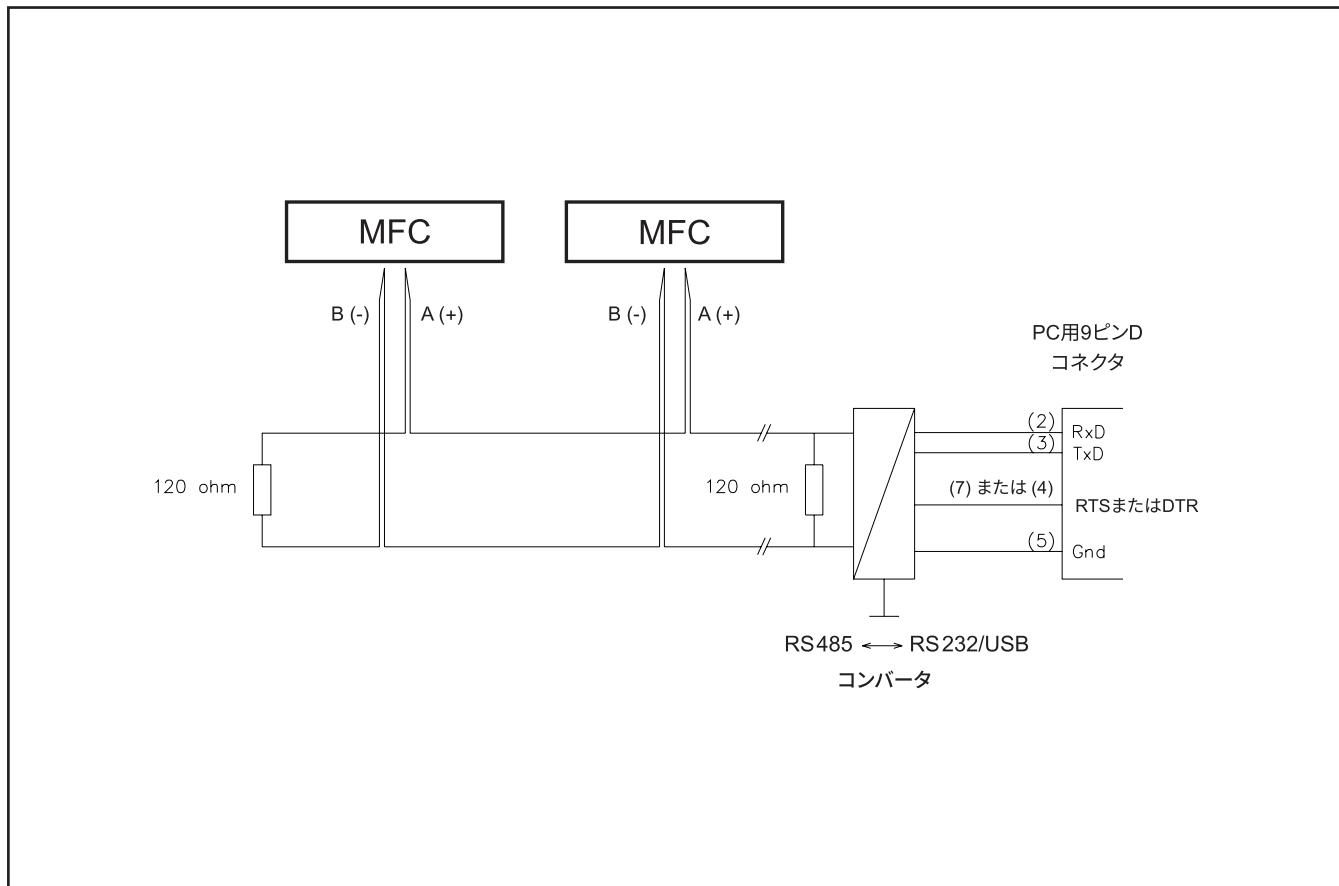 MFC
MFC
B (-)
A (+)
B (-)
A (+)
PC用9ピンD
コネクタ
(2)
RxD
(3)
TxD
120 ohm
120 ohm
(7) または (4)
RTSまたはDTR
(5)
Gnd
RS485 ↔ RS232/USB
コンバータ